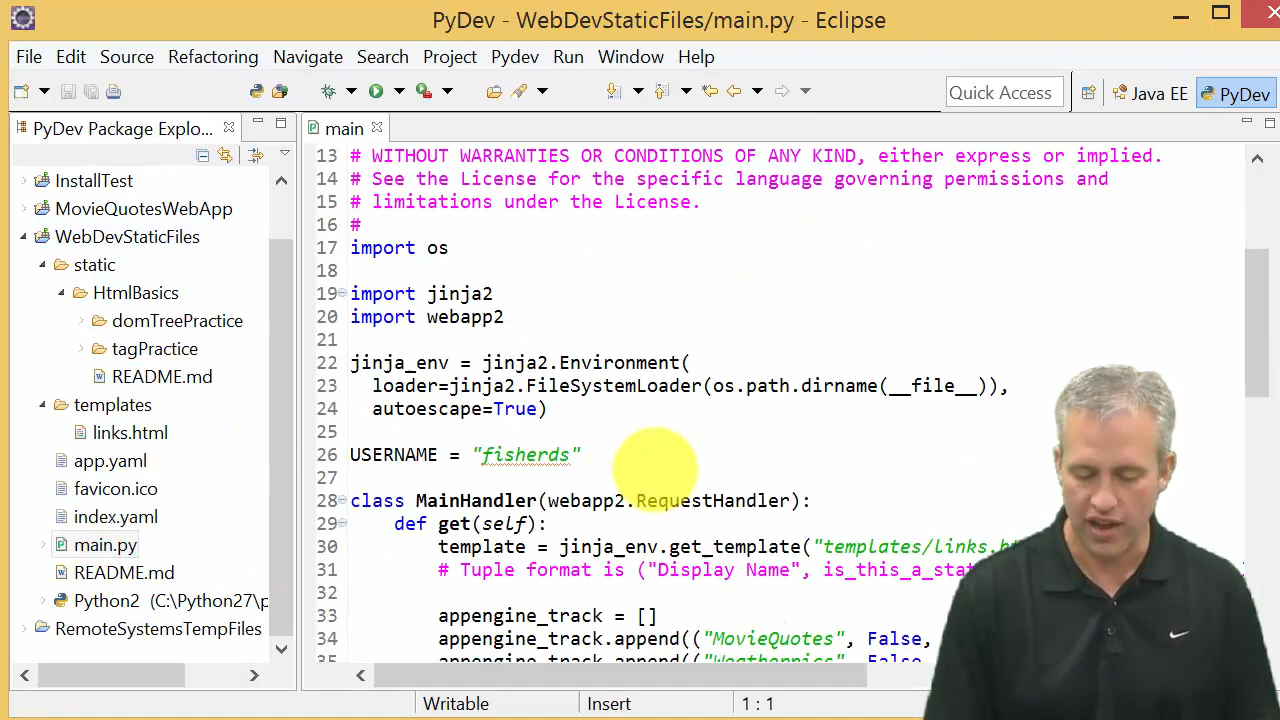 PyDev - WebDevStaticFiles/main.py - Eclipse
File Edit Source Refactoring Navigate Search Project Pydev Run Window Help
Quick Access
Java EE
PyDev
PyDev Package Explo...
main
InstallTest
MovieQuotesWebApp
WebDevStaticFiles
static
HtmlBasics
domTreePractice
tagPractice
README.md
templates
links.html
app.yaml
favicon.ico
index.yaml
main.py
README.md
Python2 (C:\Python27\p
RemoteSystemsTempFiles
13 # WITHOUT WARRANTIES OR CONDITIONS OF ANY KIND, either express or implied.
14 # See the License for the specific language governing permissions and
15 # limitations under the License.
16 #
17 import os
18
19 import jinja2
20 import webapp2
21
22 jinja_env = jinja2.Environment(
23 loader=jinja2.FileSystemLoader(os.path.dirname(__file__)),
24 autoescape=True)
25
26 USERNAME = "fisherds"
27
28 class MainHandler(webapp2.RequestHandler):
29 def get(self):
30 template = jinja_env.get_template("templates/links.h
31 # Tuple format is ("Display Name", is_this_a_stat
32
33 appengine_track = []
34 appengine_track.append(("MovieQuotes", False,
35 appengine_track.append(("Weatherpics", False
Writable Insert 1 : 1